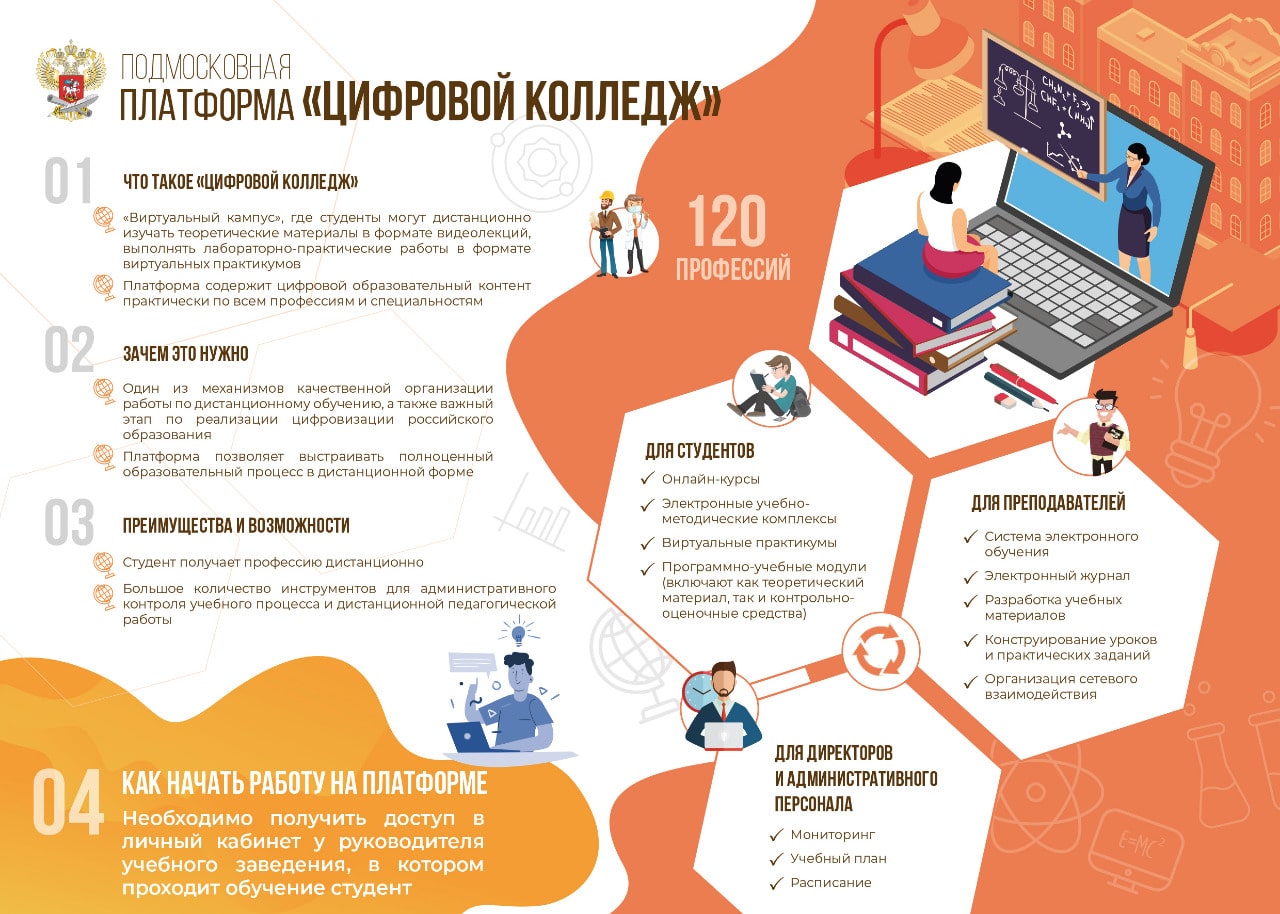 ПОДМОСКОВНАЯ
ПЛАТФОРМА «ЦИФРОВОЙ КОЛЛЕДЖ»
01
ЧТО ТАКОЕ «ЦИФРОВОЙ КОЛЛЕДЖ»
«Виртуальный кампус», где студенты могут дистанционно
изучать теоретические материалы в формате видеолекций,
выполнять лабораторно-практические работы в формате
виртуальных практикумов
Платформа содержит цифровой образовательный контент
практически по всем профессиям и специальностям
02
ЗАЧЕМ ЭТО НУЖНО
Один из механизмов качественной организации
работы по дистанционному обучению, а также важный
этап по реализации цифровизации российского
образования
Платформа позволяет выстраивать полноценный
образовательный процесс в дистанционной форме
03
ПРЕИМУЩЕСТВА И ВОЗМОЖНОСТИ
Студент получает профессию дистанционно
Большое количество инструментов для административного
контроля учебного процесса и дистанционной педагогической
работы
04
КАК НАЧАТЬ РАБОТУ НА ПЛАТФОРМЕ
Необходимо получить доступ в
личный кабинет у руководителя
учебного заведения, в котором
проходит обучение студент
120
ПРОФЕССИЙ
ДЛЯ СТУДЕНТОВ
Онлайн-курсы
Электронные учебно-
методические комплексы
Виртуальные практикумы
Программно-учебные модули
(включают как теоретический
материал, так и контрольно-
оценочные средства)
ДЛЯ ПРЕПОДАВАТЕЛЕЙ
Система электронного
обучения
Электронный журнал
Разработка учебных
материалов
Конструирование уроков
и практических заданий
Организация сетевого
взаимодействия
ДЛЯ ДИРЕКТОРОВ
И АДМИНИСТРАТИВНОГО
ПЕРСОНАЛА
Мониторинг
Учебный план
Расписание
E=MC²